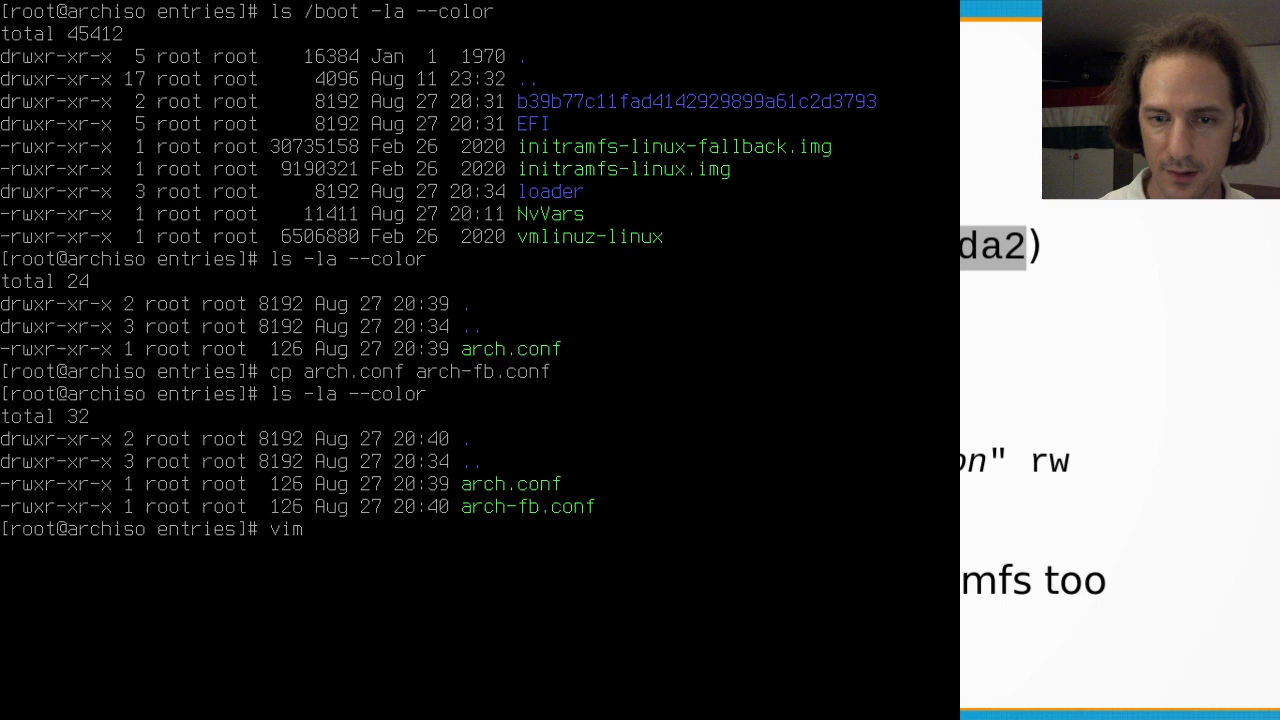 [root@archiso entries]# ls /boot -la --color
total 45412
drwxr-xr-x  5 root root    16384 Jan  1  1970 .
drwxr-xr-x 17 root root     4096 Aug 11 23:32 ..
drwxr-xr-x  2 root root     8192 Aug 27 20:31 b39b77c11fad4142929899a61c2d3793
drwxr-xr-x  5 root root     8192 Aug 27 20:31 EFI
-rwxr-xr-x  1 root root 30735158 Feb 26  2020 initramfs-linux-fallback.img
-rwxr-xr-x  1 root root  9190321 Feb 26  2020 initramfs-linux.img
drwxr-xr-x  3 root root     8192 Aug 27 20:34 loader
-rwxr-xr-x  1 root root    11411 Aug 27 20:11 NvVars
-rwxr-xr-x  1 root root  6506880 Feb 26  2020 vmlinuz-linux
[root@archiso entries]# ls -la --color
total 24
drwxr-xr-x 2 root root 8192 Aug 27 20:39 .
drwxr-xr-x 3 root root 8192 Aug 27 20:34 ..
-rwxr-xr-x 1 root root  126 Aug 27 20:39 arch.conf
[root@archiso entries]# cp arch.conf arch-fb.conf
[root@archiso entries]# ls -la --color
total 32
drwxr-xr-x 2 root root 8192 Aug 27 20:40 .
drwxr-xr-x 3 root root 8192 Aug 27 20:34 ..
-rwxr-xr-x 1 root root  126 Aug 27 20:39 arch.conf
-rwxr-xr-x 1 root root  126 Aug 27 20:40 arch-fb.conf
[root@archiso entries]# vim
da2)
on" rw
mfs too